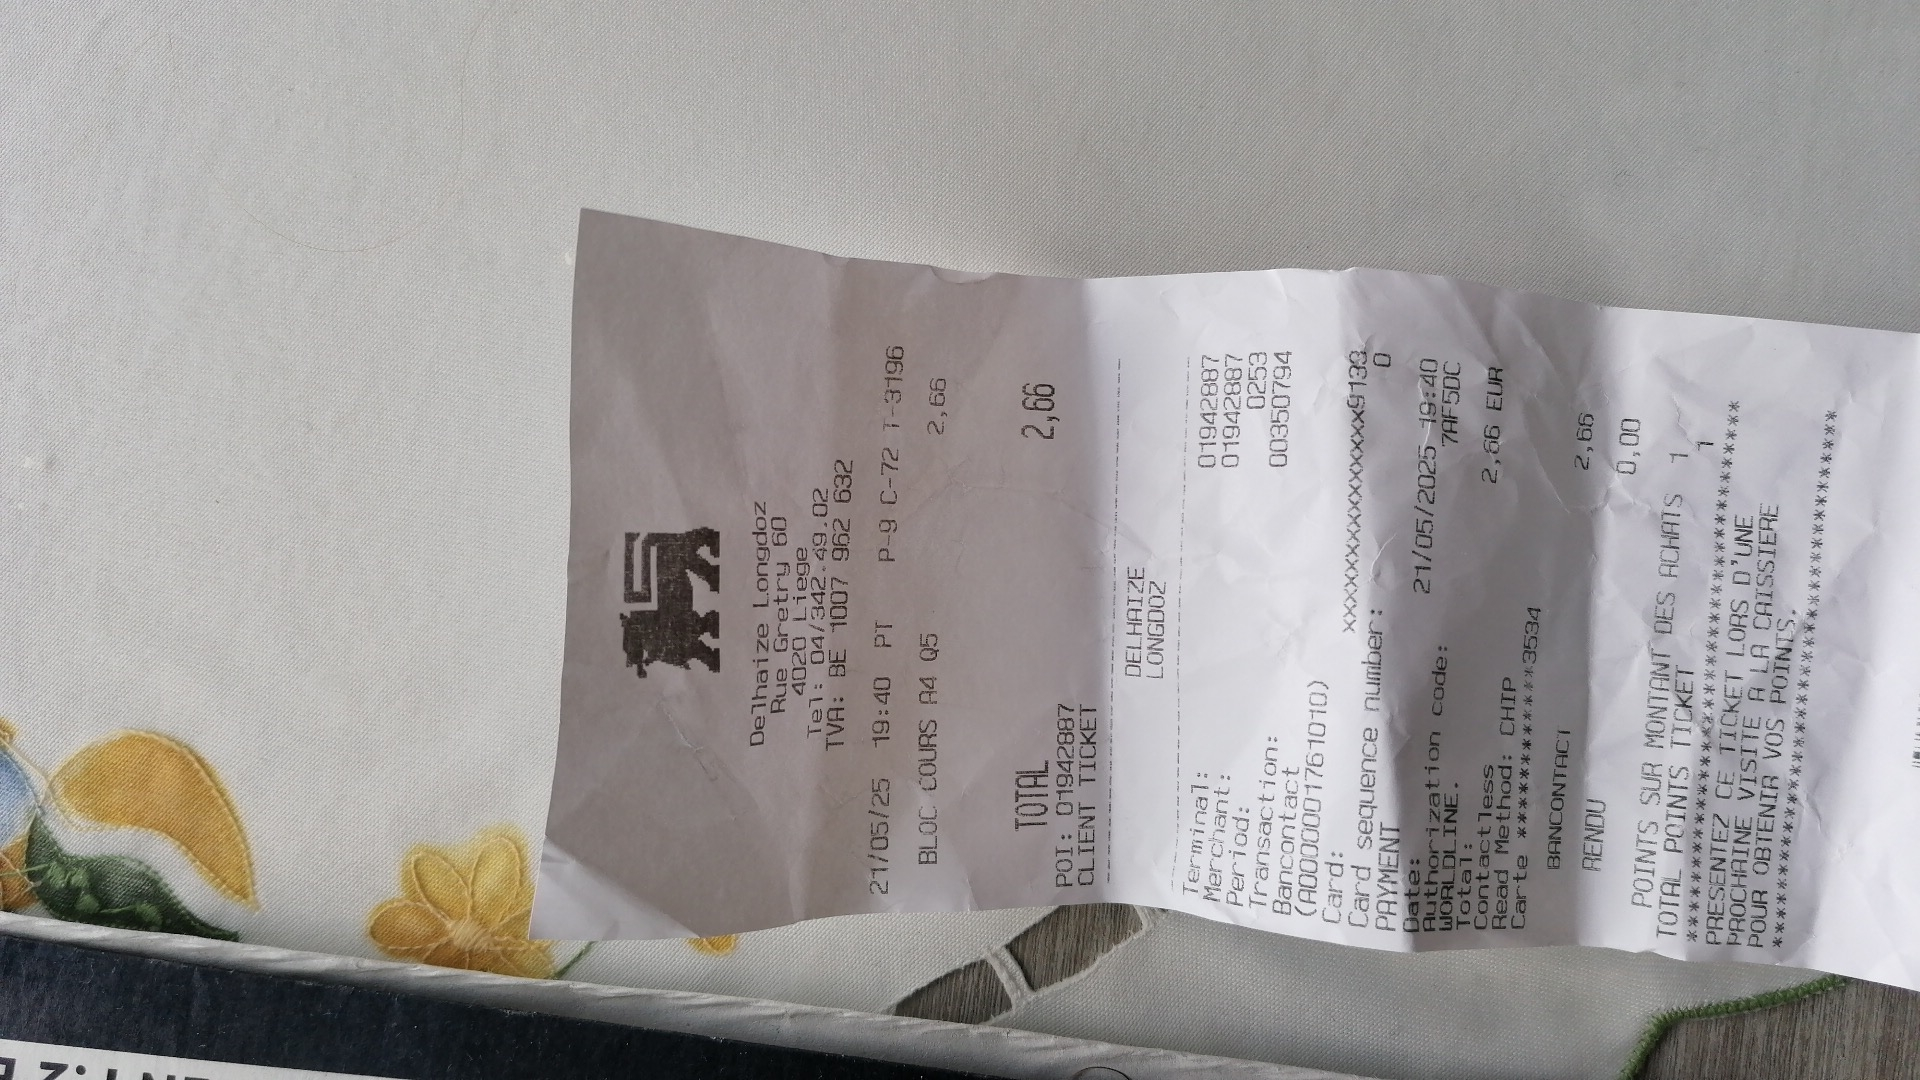 Delhaize Longdoz
Rue Gretry 60
4020 Liege
Tel: 04/342.49.02
TVA: BE 1007 962 632
21/05/25 19:40 PT P-9 C-72 T-3196
BLOC COURS A4 Q5 2,66
TOTAL 2,66
POI: 01942887
CLIENT TICKET
DELHAIZE
LONGDOZ
Terminal: 01942887
Merchant: 01942887
Period: 0253
Transaction: 00350794
Bancontact
(A0000001761010)
Card: xxxxxxxxxxxxxxxxxx9133
Card sequence number: 0
PAYMENT
Date: 21/05/2025 19:40
Authorization code: 7AF5DC
WORLDLINE.
Total: 2,66 EUR
Contactless
Read Method: CHIP
Carte *************3534
BANCONTACT 2,66
RENDU 0,00
POINTS SUR MONTANT DES ACHATS 1
TOTAL POINTS TICKET 1
****************************************
PRESENTEZ CE TICKET LORS D'UNE
PROCHAINE VISITE A LA CAISSIERE
POUR OBTENIR VOS POINTS.
****************************************